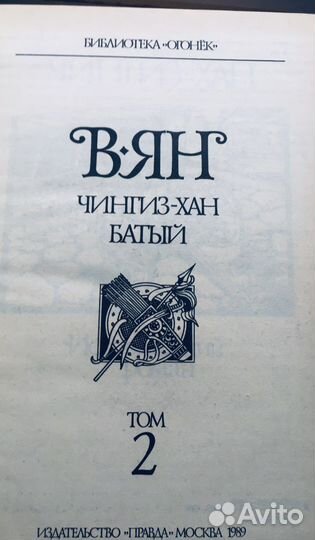 БИБЛИОТЕКА «ОГОНЁК»
В·ЯН
ЧИНГИЗ-ХАН
БАТЫЙ
ТОМ
2
ИЗДАТЕЛЬСТВО «ПРАВДА» МОСКВА 1989
Avito